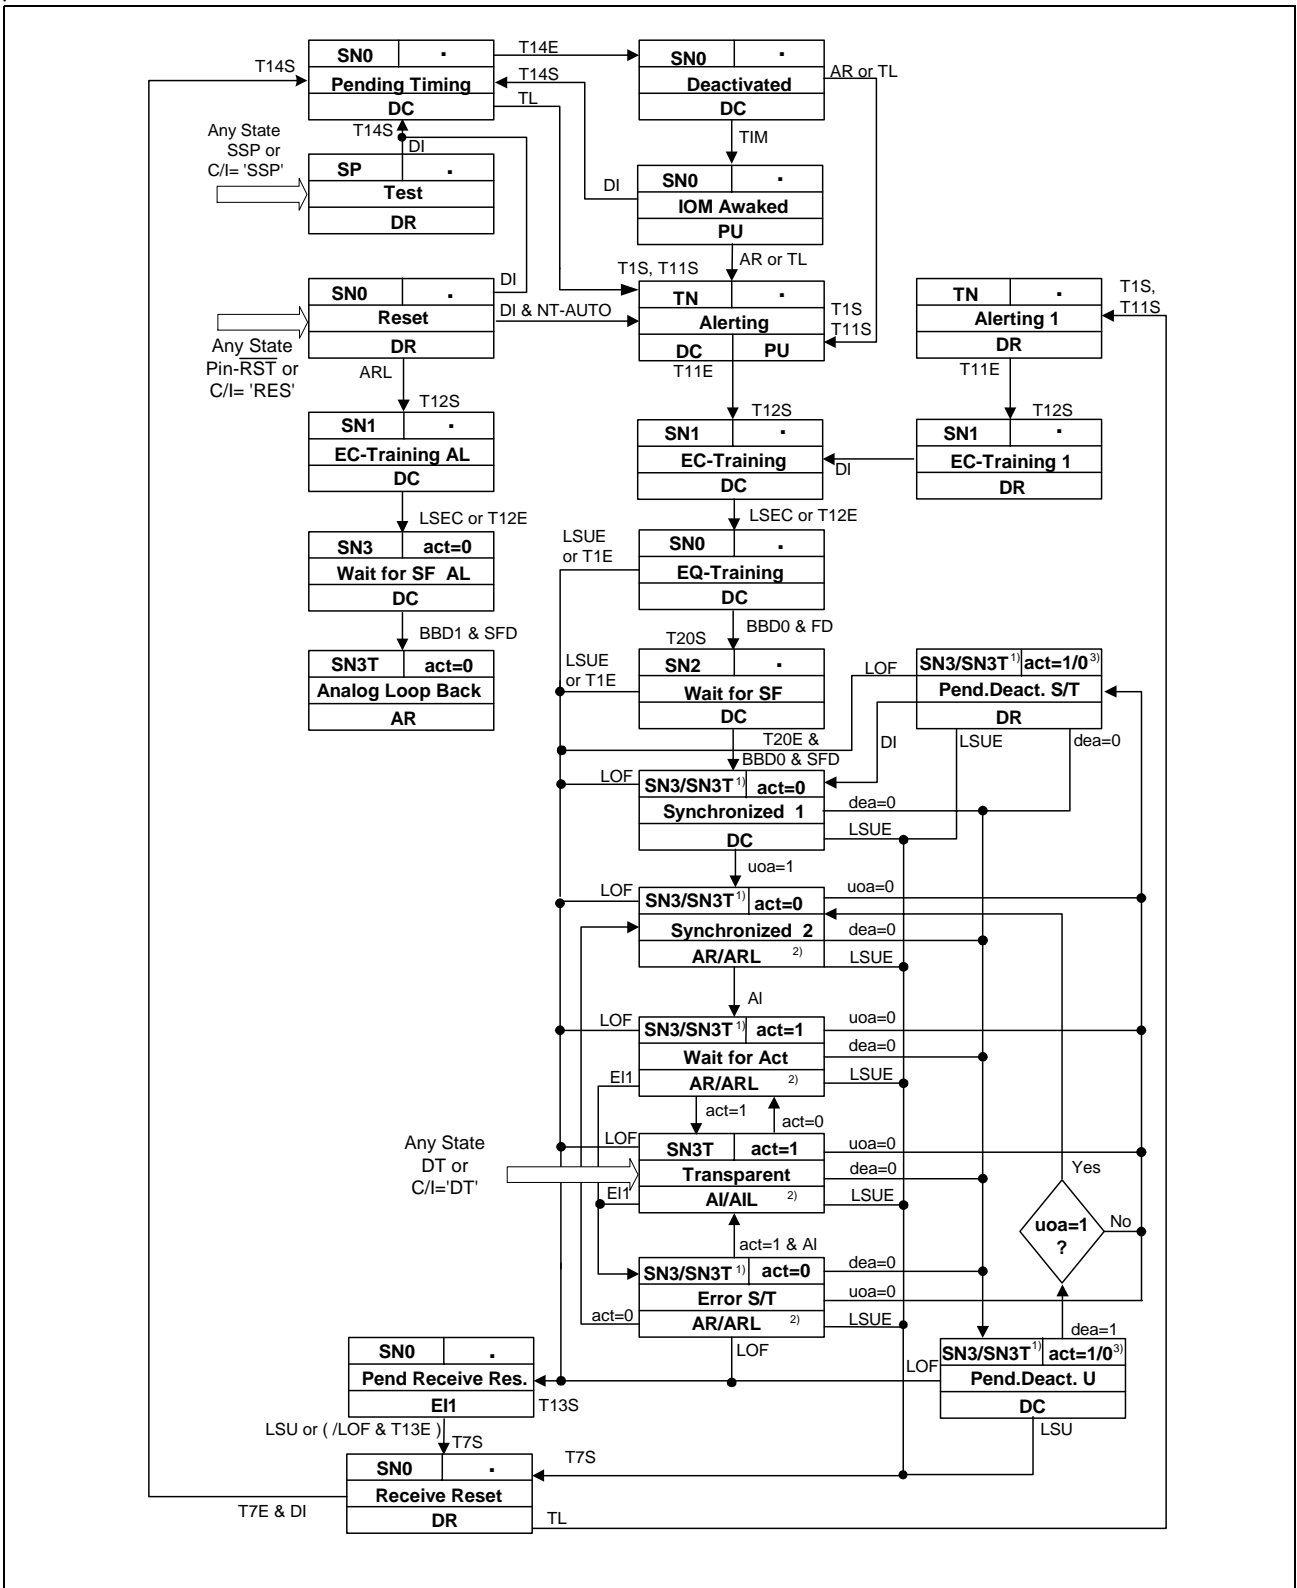 SN0 .
Pending Timing
DC
T14S
T14E
T14S
TL
SN0 .
Deactivated
DC
AR or TL
TIM
Any State
SSP or
C/I= 'SSP'
T14S
DI
SP .
Test
DR
DI
SN0 .
IOM Awaked
PU
AR or TL
T1S, T11S
DI
SN0 .
Reset
DR
DI & NT-AUTO
Any State
Pin-RST or
C/I= 'RES'
ARL
TN .
Alerting
DC PU
T1S
T11S
T11E
TN .
Alerting 1
DR
T1S,
T11S
T11E
T12S
SN1 .
EC-Training AL
DC
T12S
SN1 .
EC-Training
DC
DI
T12S
SN1 .
EC-Training 1
DR
LSEC or T12E
LSEC or T12E
SN3 act=0
Wait for SF AL
DC
LSUE
or T1E
SN0 .
EQ-Training
DC
BBD1 & SFD
BBD0 & FD
T20S
SN3T act=0
Analog Loop Back
AR
LSUE
or T1E
SN2 .
Wait for SF
DC
LOF
SN3/SN3T 1) act=1/0 3)
Pend.Deact. S/T
DR
T20E &
BBD0 & SFD
DI
LSUE
dea=0
LOF
SN3/SN3T 1) act=0
Synchronized 1
DC
dea=0
LSUE
uoa=1
LOF
SN3/SN3T 1) act=0
Synchronized 2
AR/ARL 2)
uoa=0
dea=0
LSUE
AI
LOF
SN3/SN3T 1) act=1
Wait for Act
AR/ARL 2)
uoa=0
dea=0
LSUE
EI1
act=1
act=0
Any State
DT or
C/I='DT'
LOF
SN3T act=1
Transparent
AI/AIL 2)
uoa=0
dea=0
LSUE
EI1
Yes
uoa=1
?
No
act=1 & AI
SN3/SN3T 1) act=0
Error S/T
AR/ARL 2)
dea=0
uoa=0
LSUE
act=0
LOF
dea=1
SN0 .
Pend Receive Res.
EI1
T13S
LOF
SN3/SN3T 1) act=1/0 3)
Pend.Deact. U
DC
LSU
LSU or ( /LOF & T13E )
T7S
T7S
SN0 .
Receive Reset
DR
T7E & DI
TL